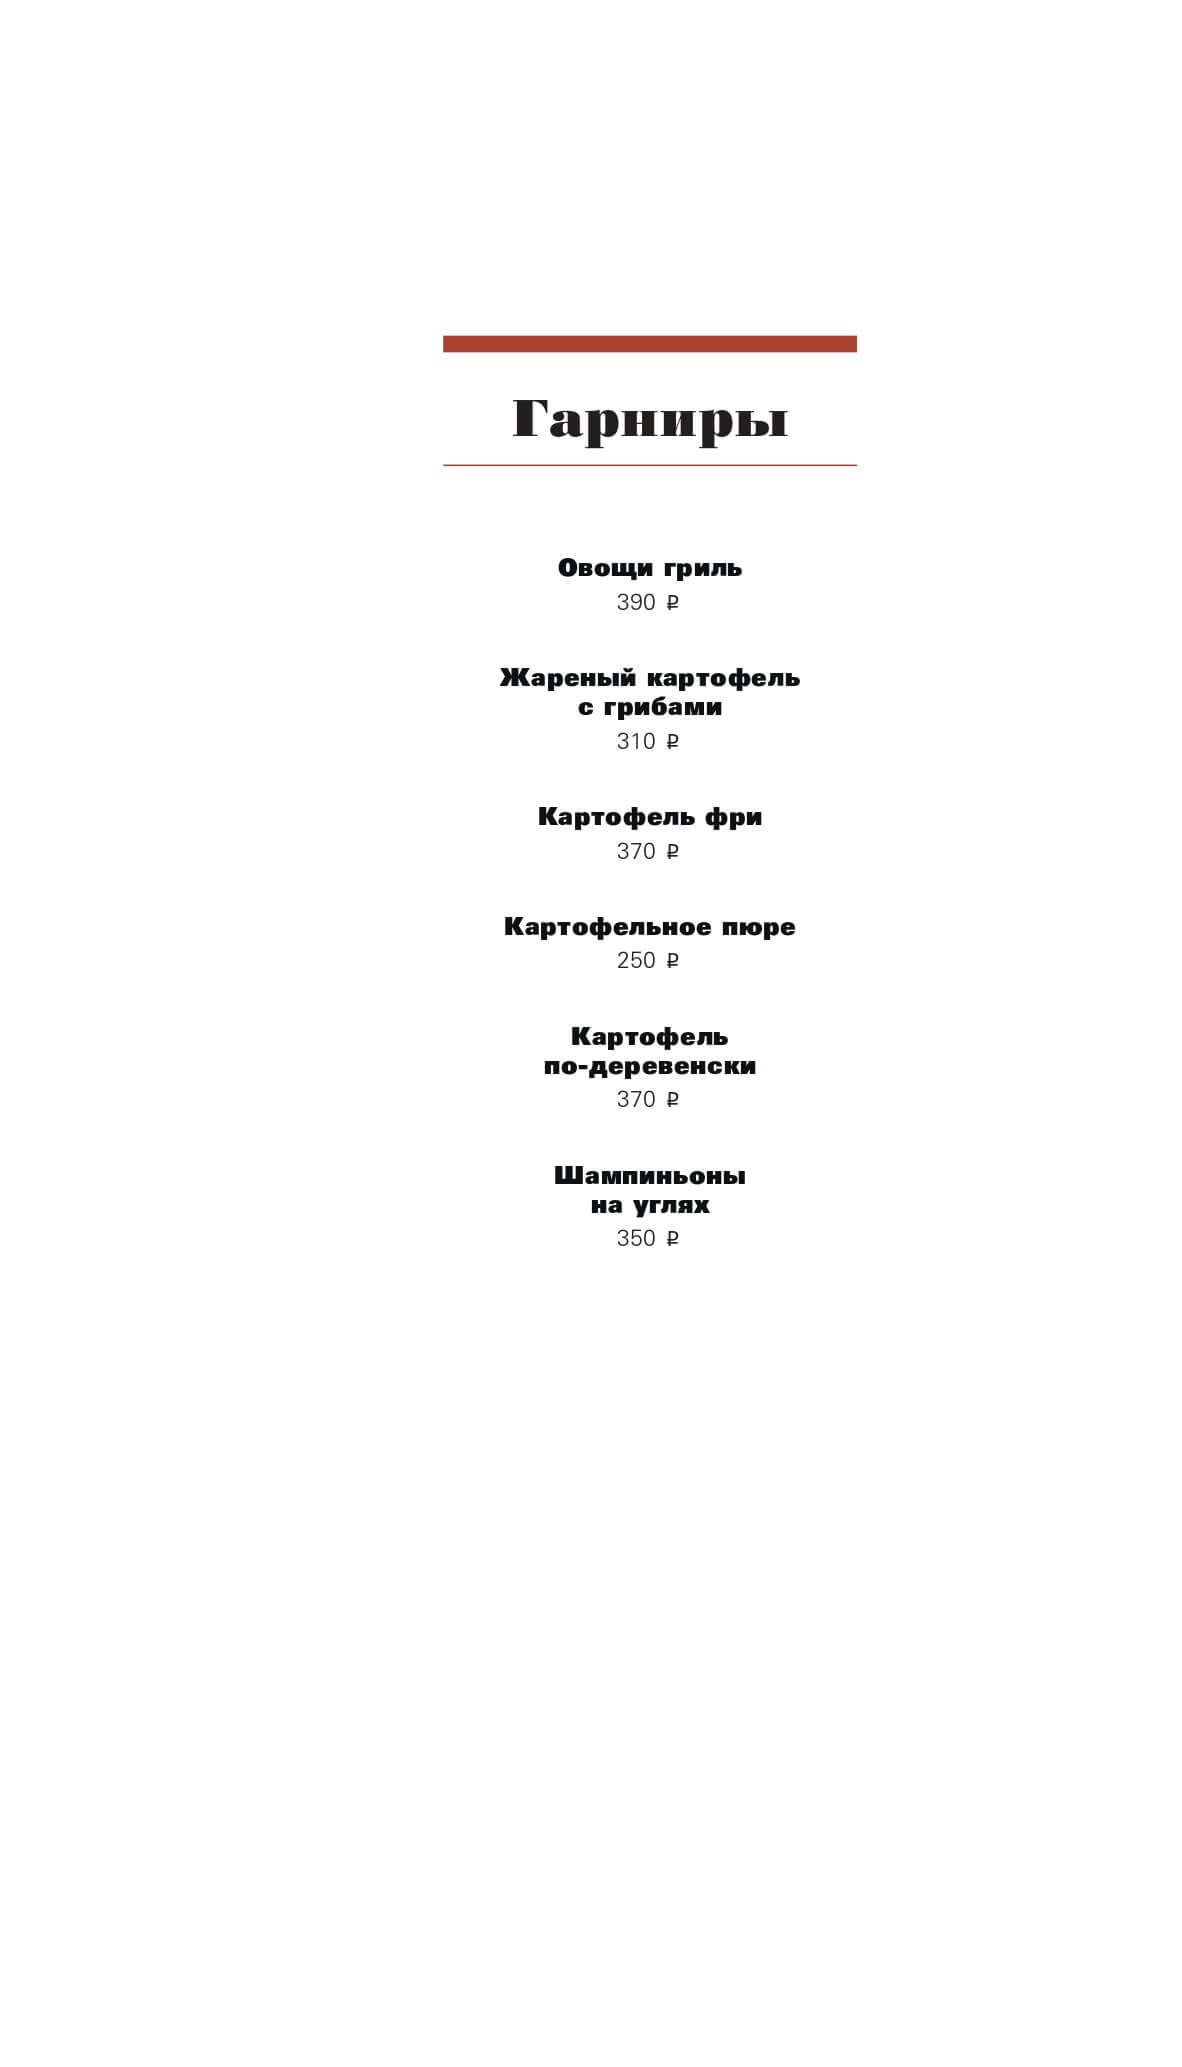 Гарниры
Овощи гриль
390 ₽
Жареный картофель
с грибами
310 ₽
Картофель фри
370 ₽
Картофельное пюре
250 ₽
Картофель
по-деревенски
370 ₽
Шампиньоны
на углях
350 ₽